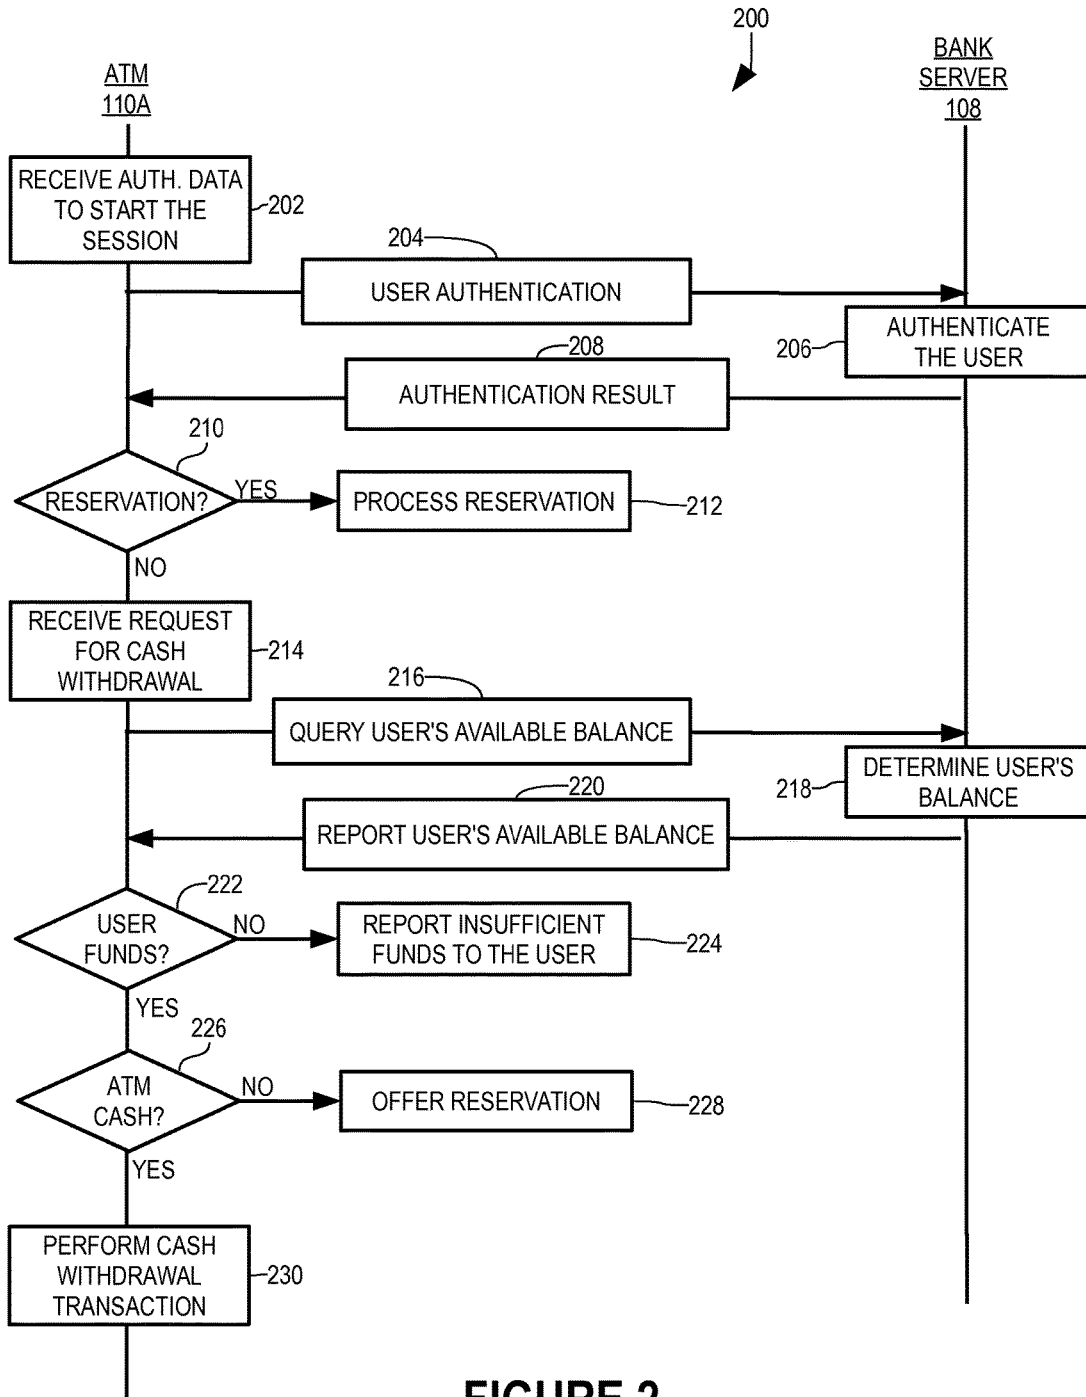 200
ATM
110A
BANK
SERVER
108
RECEIVE AUTH. DATA
TO START THE
SESSION
202
204
USER AUTHENTICATION
206
AUTHENTICATE
THE USER
208
AUTHENTICATION RESULT
210
RESERVATION?
YES
PROCESS RESERVATION
212
NO
RECEIVE REQUEST
FOR CASH
WITHDRAWAL
214
216
QUERY USER'S AVAILABLE BALANCE
218
DETERMINE USER'S
BALANCE
220
REPORT USER'S AVAILABLE BALANCE
222
USER
FUNDS?
NO
REPORT INSUFFICIENT
FUNDS TO THE USER
224
YES
226
ATM
CASH?
NO
OFFER RESERVATION
228
YES
PERFORM CASH
WITHDRAWAL
TRANSACTION
230
FIGURE 2